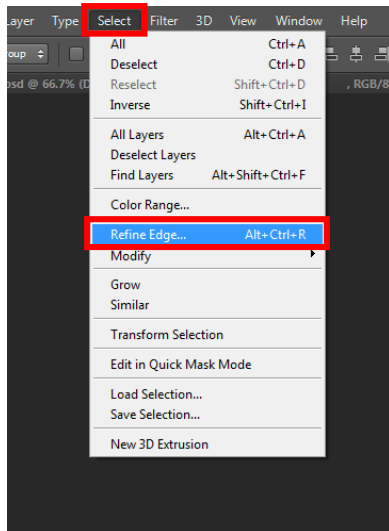 Layer Type Select Filter 3D View Window Help
All Ctrl+A
oup
Deselect Ctrl+D
psd @ 66.7% (D Reselect Shift+Ctrl+D , RGB/8
Inverse Shift+Ctrl+I
All Layers Alt+Ctrl+A
Deselect Layers
Find Layers Alt+Shift+Ctrl+F
Color Range...
Refine Edge... Alt+Ctrl+R
Modify
Grow
Similar
Transform Selection
Edit in Quick Mask Mode
Load Selection...
Save Selection...
New 3D Extrusion